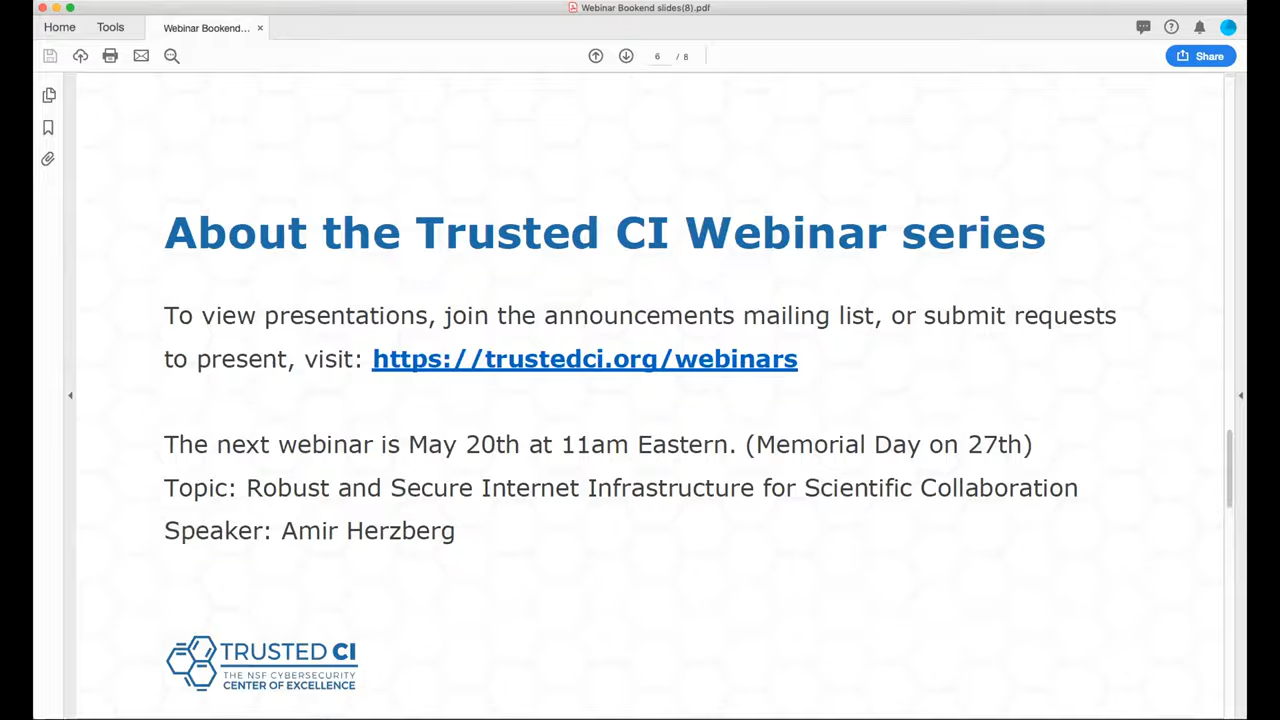 Webinar Bookend slides(8).pdf
Home
Tools
Webinar Bookend...
6 / 8
Share
About the Trusted CI Webinar series
To view presentations, join the announcements mailing list, or submit requests
to present, visit: https://trustedci.org/webinars
The next webinar is May 20th at 11am Eastern. (Memorial Day on 27th)
Topic: Robust and Secure Internet Infrastructure for Scientific Collaboration
Speaker: Amir Herzberg
TRUSTED CI
THE NSF CYBERSECURITY
CENTER OF EXCELLENCE